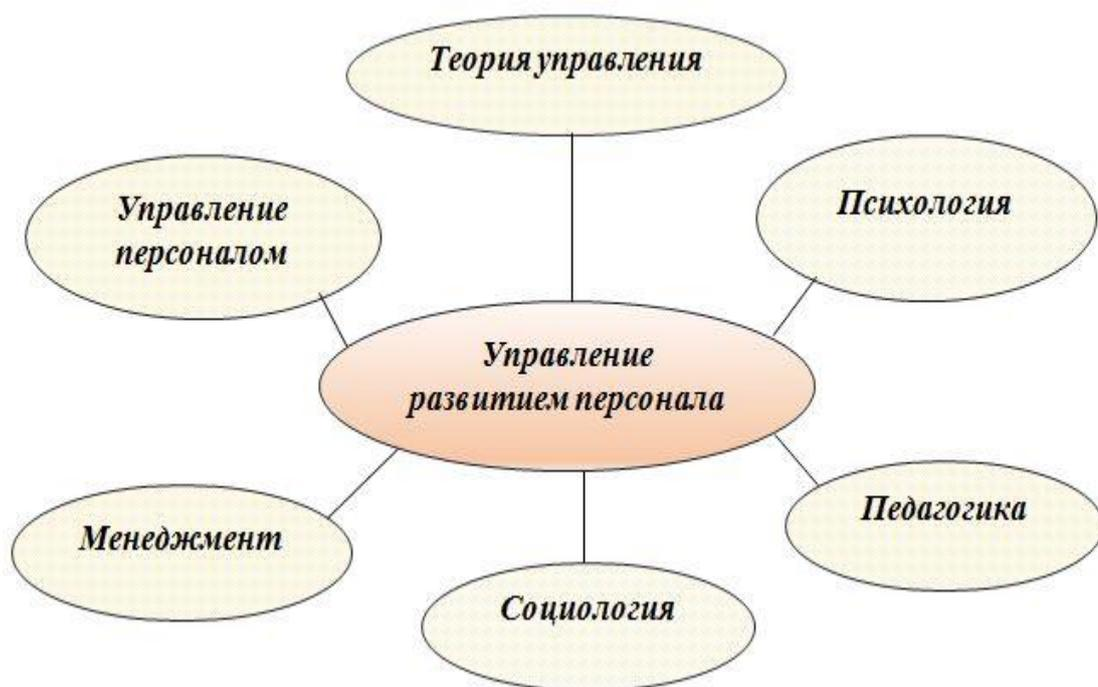 Теория управления
Управление
персоналом
Психология
Управление
развитием персонала
Менеджмент
Педагогика
Социология